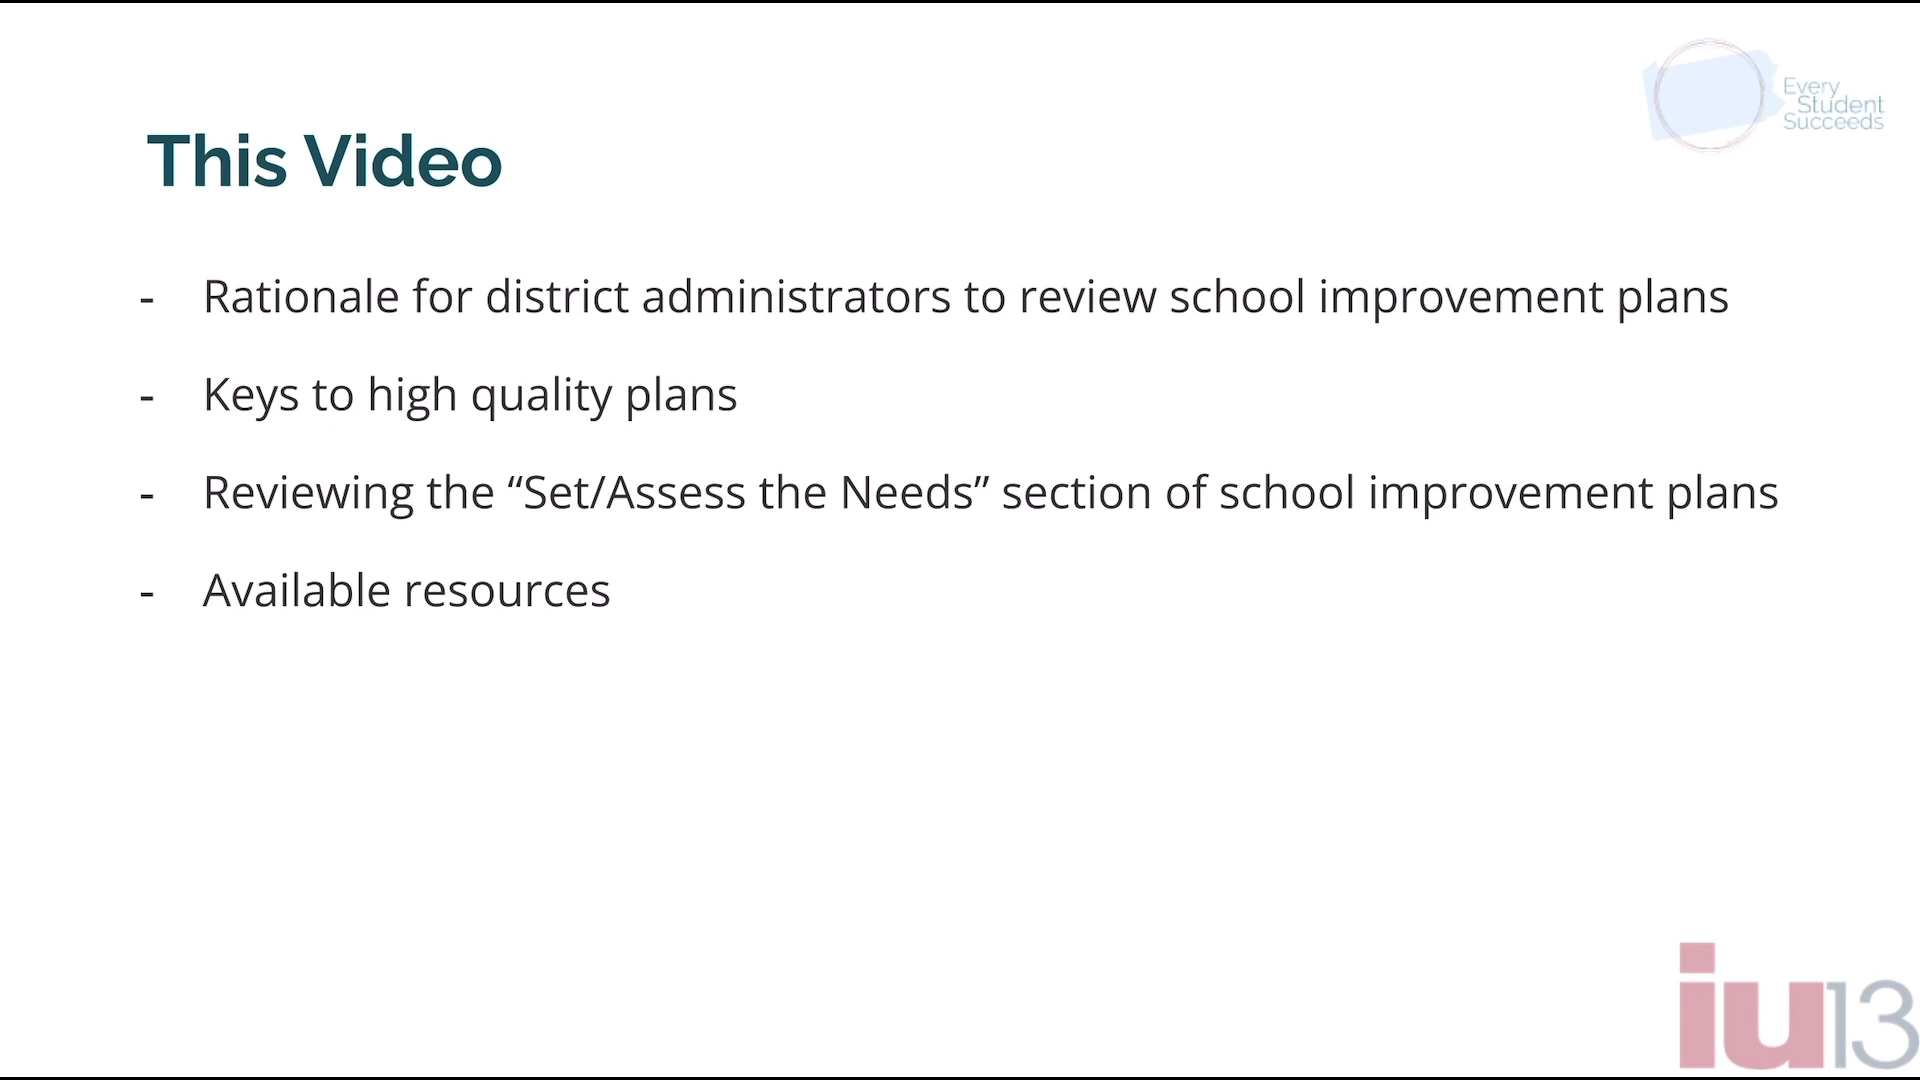 Every
Student
Succeeds
This Video
- Rationale for district administrators to review school improvement plans
- Keys to high quality plans
- Reviewing the “Set/Assess the Needs” section of school improvement plans
- Available resources
iu13